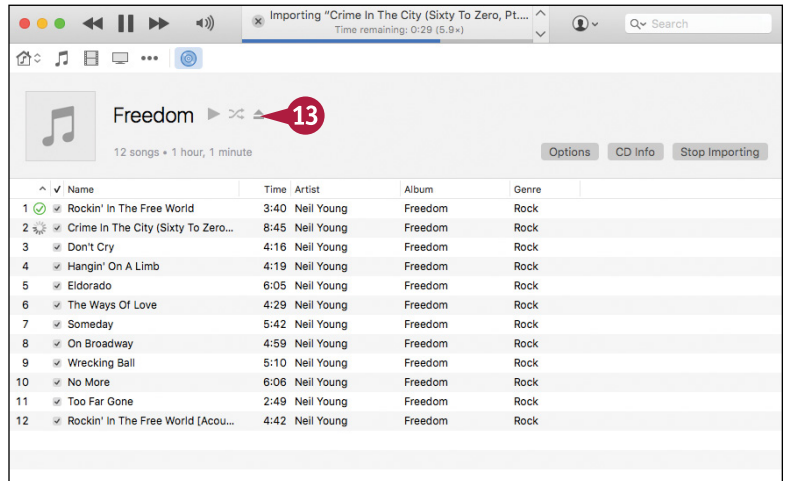 Importing “Crime In The City (Sixty To Zero, Pt....
Time remaining: 0:29 (5.9×)
Search
Freedom
13
12 songs • 1 hour, 1 minute
Options CD Info Stop Importing
Name Time Artist Album Genre
1 Rockin' In The Free World 3:40 Neil Young Freedom Rock
2 Crime In The City (Sixty To Zero... 8:45 Neil Young Freedom Rock
3 Don't Cry 4:16 Neil Young Freedom Rock
4 Hangin' On A Limb 4:19 Neil Young Freedom Rock
5 Eldorado 6:05 Neil Young Freedom Rock
6 The Ways Of Love 4:29 Neil Young Freedom Rock
7 Someday 5:42 Neil Young Freedom Rock
8 On Broadway 4:59 Neil Young Freedom Rock
9 Wrecking Ball 5:10 Neil Young Freedom Rock
10 No More 6:06 Neil Young Freedom Rock
11 Too Far Gone 2:49 Neil Young Freedom Rock
12 Rockin' In The Free World [Acou... 4:42 Neil Young Freedom Rock